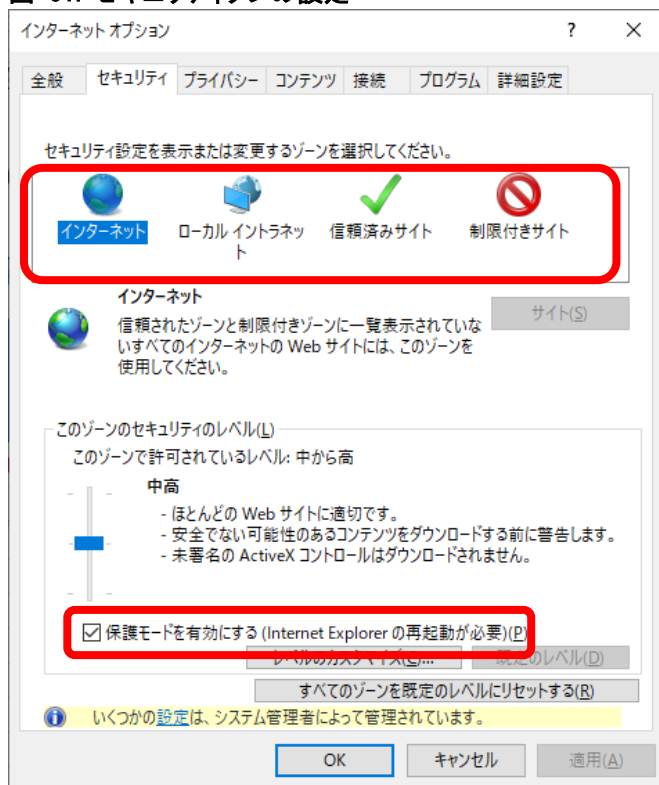 インターネット オプション
? ×
全般 セキュリティ プライバシー コンテンツ 接続 プログラム 詳細設定
セキュリティ設定を表示または変更するゾーンを選択してください。
インターネット ローカル イントラネット 信頼済みサイト 制限付きサイト
インターネット
サイト(S)
信頼されたゾーンと制限付きゾーンに一覧表示されていな
いすべてのインターネットの Web サイトには、このゾーンを
使用してください。
このゾーンのセキュリティのレベル(L)
このゾーンで許可されているレベル: 中から高
中高
- ほとんどの Web サイトに適切です。
- 安全でない可能性のあるコンテンツをダウンロードする前に警告します。
- 未署名の ActiveX コントロールはダウンロードされません。
保護モードを有効にする (Internet Explorer の再起動が必要)(P)
レベルのカスタマイズ(C)... 既定のレベル(D)
すべてのゾーンを既定のレベルにリセットする(R)
いくつかの設定は、システム管理者によって管理されています。
OK キャンセル 適用(A)